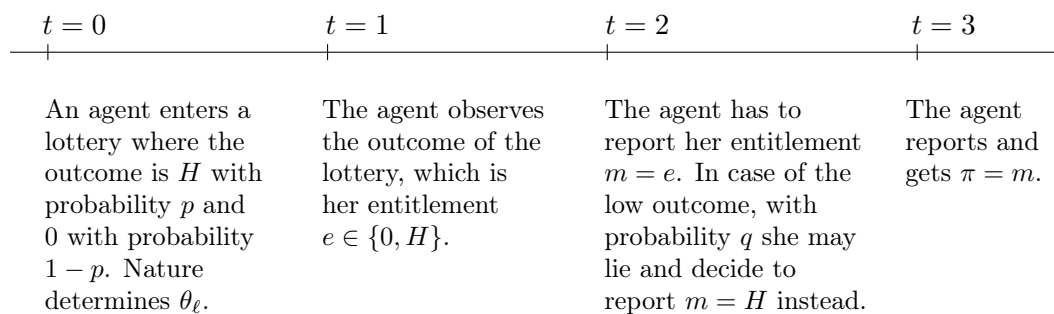 t = 0
t = 1
t = 2
t = 3
An agent enters a
lottery where the
outcome is H with
probability p and
0 with probability
1 − p. Nature
determines θℓ.
The agent observes
the outcome of the
lottery, which is
her entitlement
e ∈ {0, H}.
The agent has to
report her entitlement
m = e. In case of the
low outcome, with
probability q she may
lie and decide to
report m = H instead.
The agent
reports and
gets π = m.